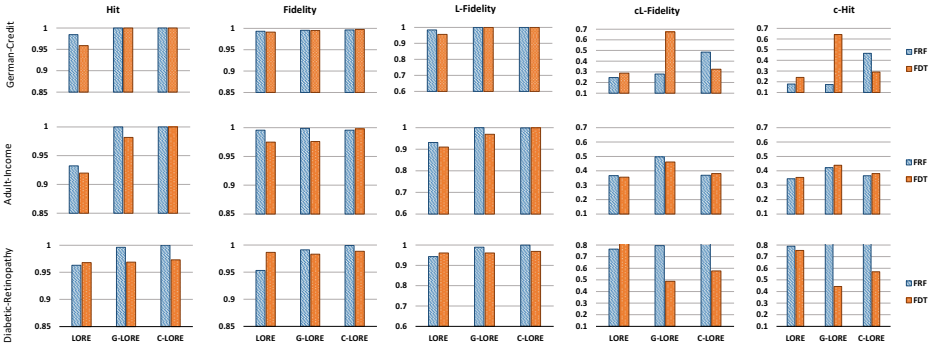 Hit Fidelity L-Fidelity cL-Fidelity c-Hit
German-Credit
1 0.95 0.9 0.85
1 0.95 0.9 0.85
1 0.9 0.8 0.7 0.6
0.7 0.6 0.5 0.4 0.3 0.2 0.1
0.7 0.6 0.5 0.4 0.3 0.2 0.1
FRF
FDT
Adult-Income
1 0.95 0.9 0.85
1 0.95 0.9 0.85
1 0.9 0.8 0.7 0.6
0.7 0.6 0.5 0.4 0.3 0.2 0.1
0.7 0.6 0.5 0.4 0.3 0.2 0.1
FRF
FDT
Diabetic-Retinopathy
1 0.95 0.9 0.85
1 0.95 0.9 0.85
1 0.9 0.8 0.7 0.6
0.8 0.7 0.6 0.5 0.4 0.3 0.2 0.1
0.8 0.7 0.6 0.5 0.4 0.3 0.2 0.1
FRF
FDT
LORE G-LORE C-LORE LORE G-LORE C-LORE LORE G-LORE C-LORE LORE G-LORE C-LORE LORE G-LORE C-LORE